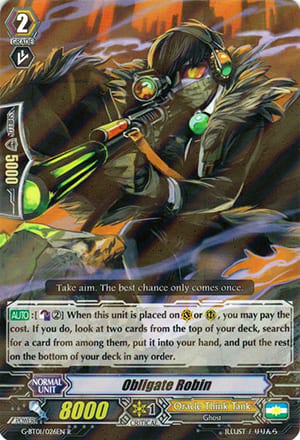 2
GRADE
5000
Take aim. The best chance only comes once.
AUTO:[②] When this unit is placed on Ⓥ or Ⓡ, you may pay the
cost. If you do, look at two cards from the top of your deck, search
for a card from among them, put it into your hand, and put the rest
on the bottom of your deck in any order.
NORMAL
UNIT
Obligate Robin
POWER
8000
1
CRITICAL
Oracle Think Tank
Ghost
G-BT01/026EN R
ILLUST /